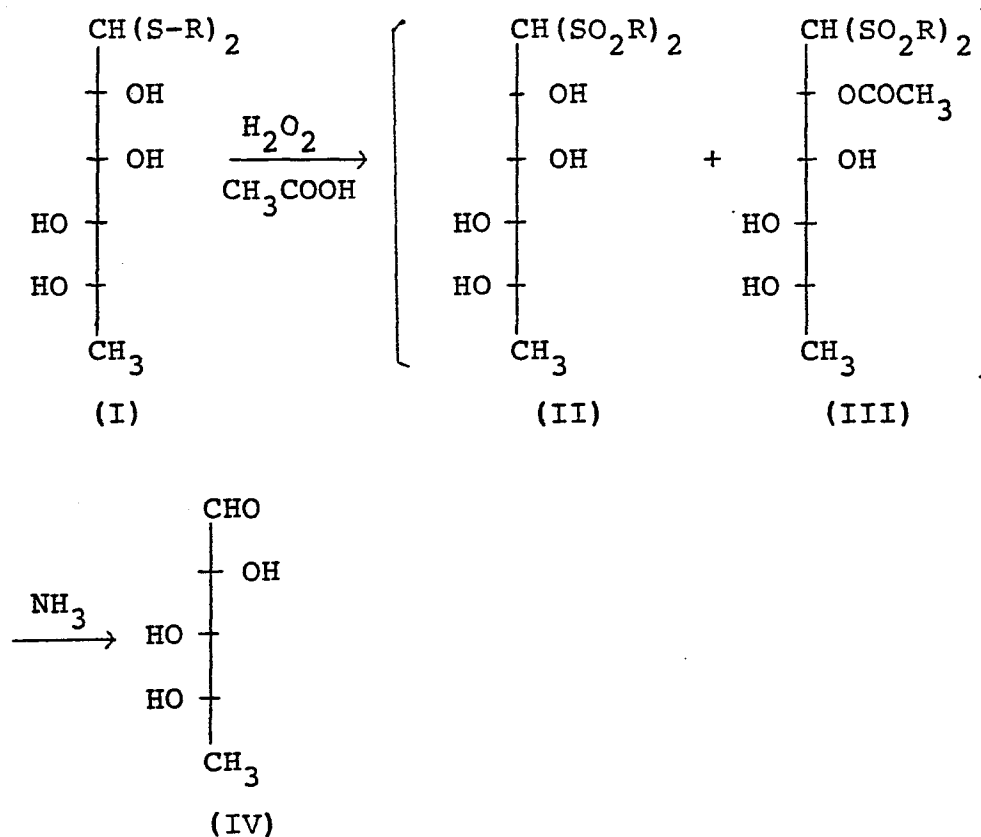 CH(S-R)2 CH(SO2R)2 CH(SO2R)2
OH OH OCOCH3
H2O2
OH OH + OH
CH3COOH
HO HO HO
HO HO HO
CH3 CH3 CH3
(I) (II) (III)
CHO
OH
NH3
HO
HO
CH3
(IV)